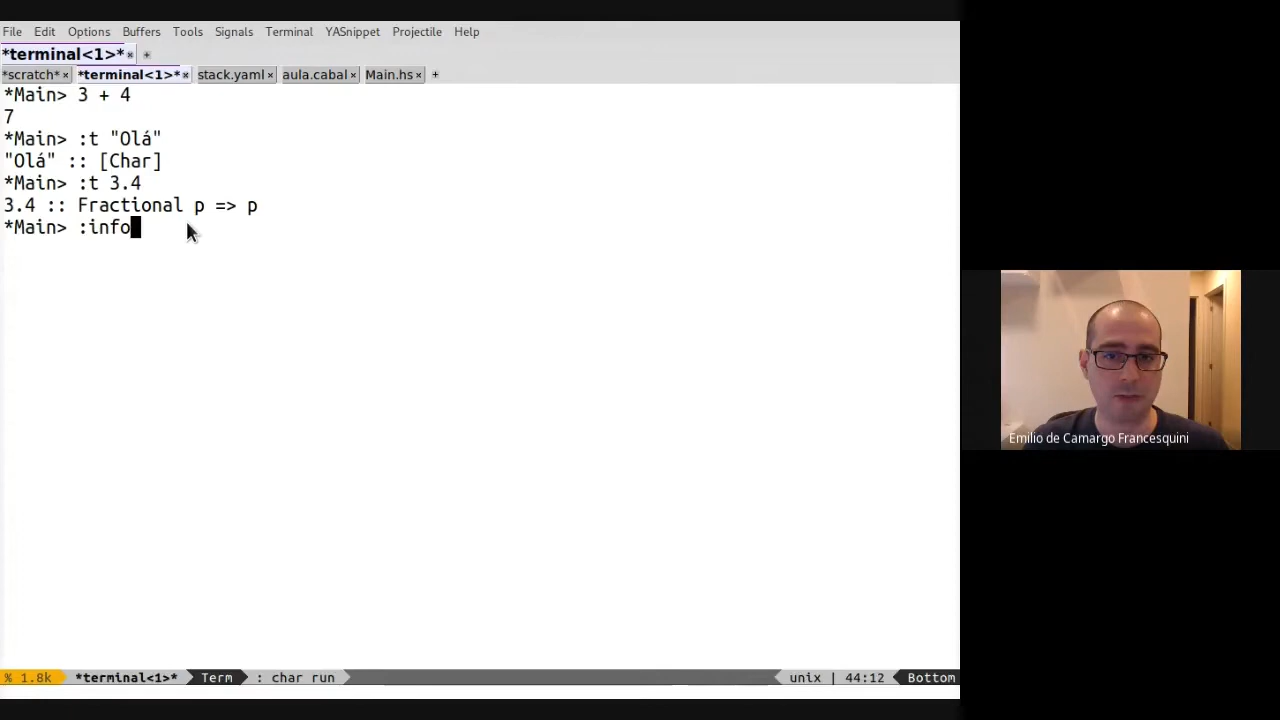 File Edit Options Buffers Tools Signals Terminal YASnippet Projectile Help
*terminal<1>*
*scratch* *terminal<1>* stack.yaml aula.cabal Main.hs
*Main> 3 + 4
7
*Main> :t "Olá"
"Olá" :: [Char]
*Main> :t 3.4
3.4 :: Fractional p => p
*Main> :info
Emilio de Camargo Francesquini
% 1.8k *terminal<1>* Term : char run unix | 44:12 Bottom